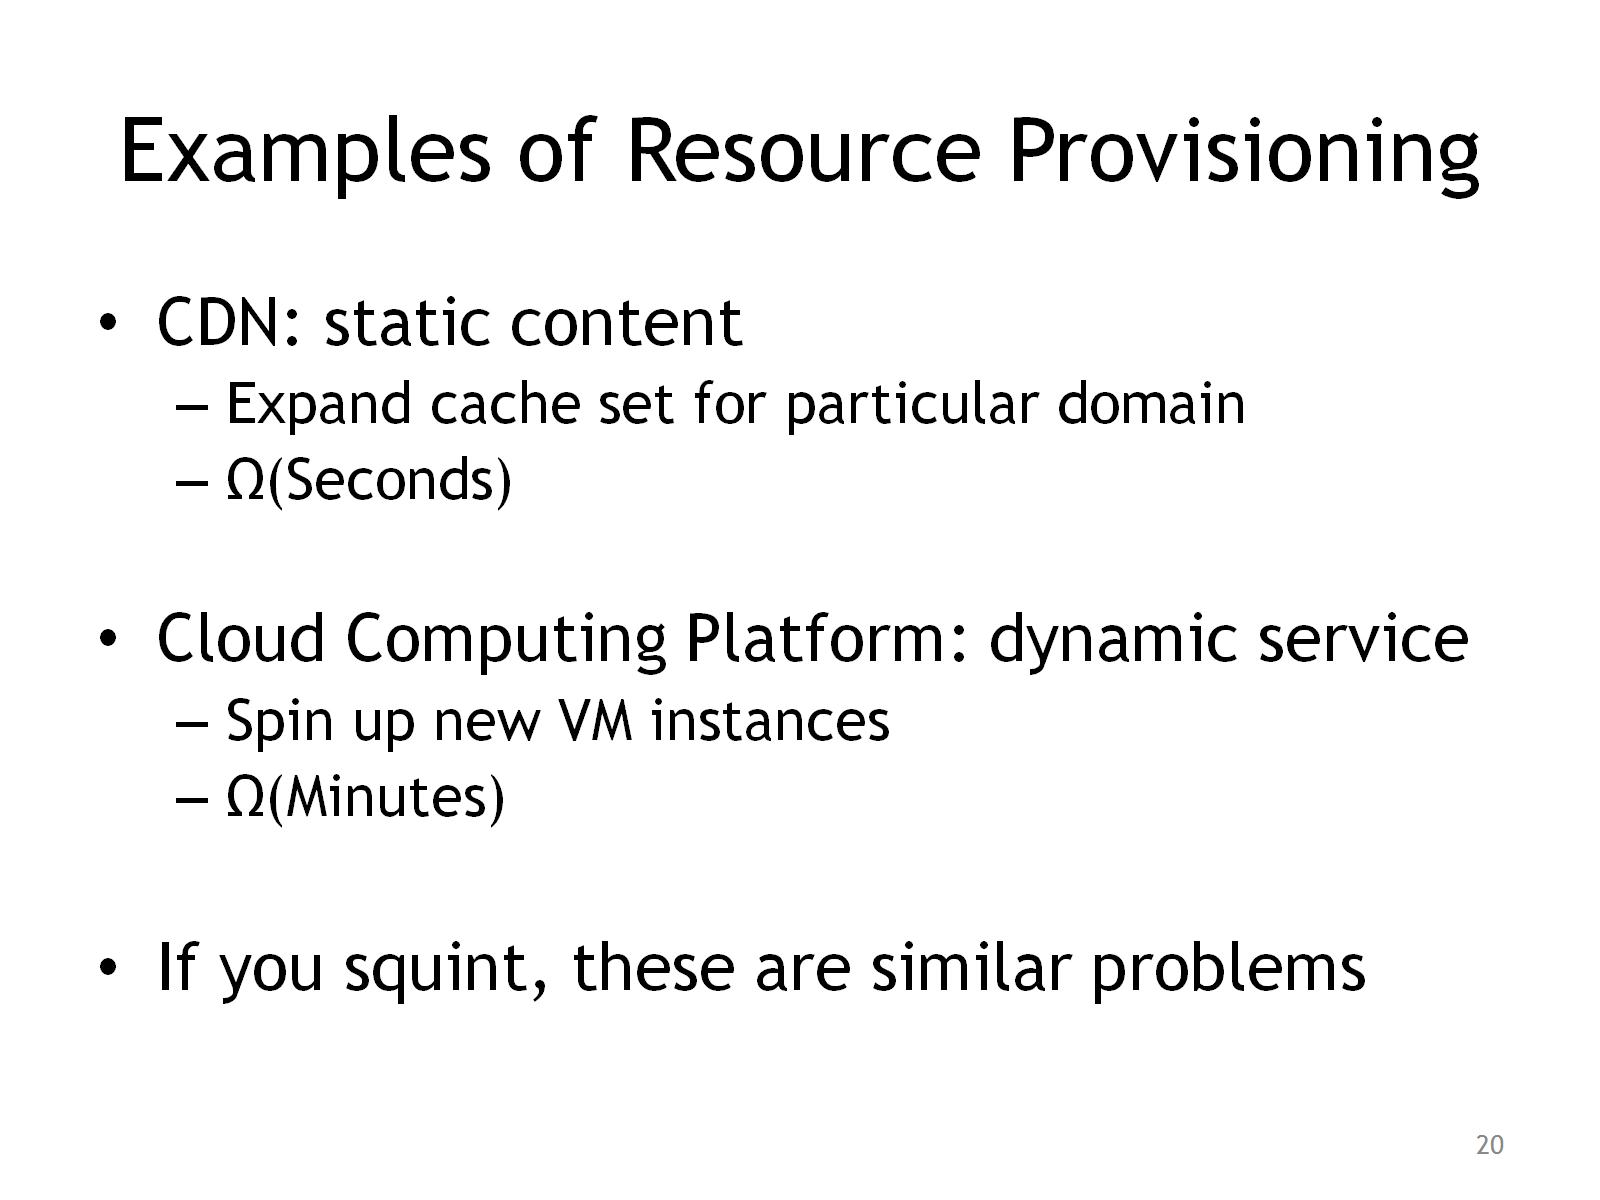 Examples of Resource Provisioning
• CDN: static content
– Expand cache set for particular domain
– Ω(Seconds)
• Cloud Computing Platform: dynamic service
– Spin up new VM instances
– Ω(Minutes)
• If you squint, these are similar problems
20